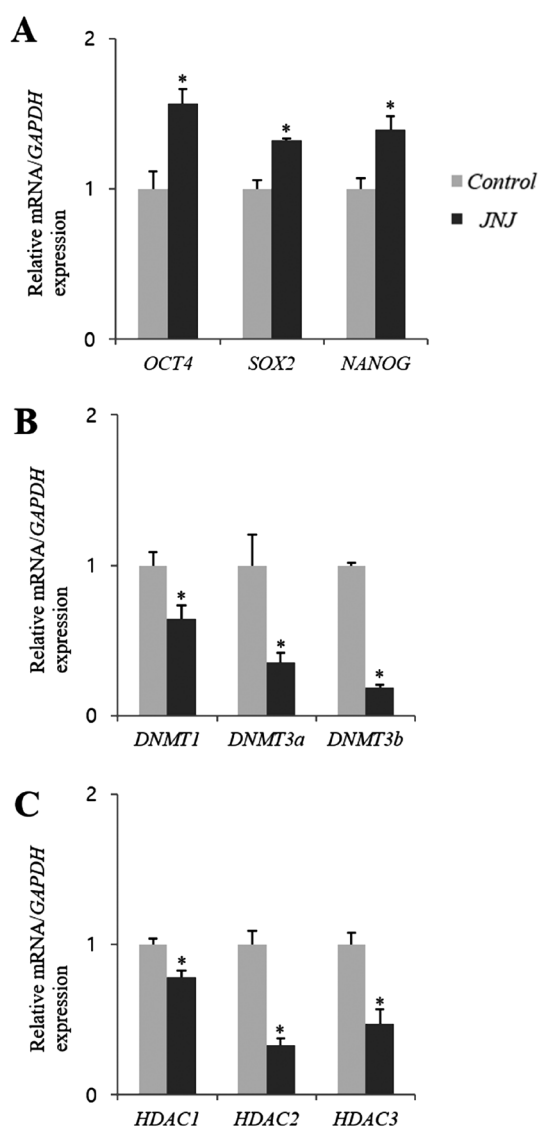 A
2
1
0
Relative mRNA/GAPDH
expression
*
*
*
OCT4 SOX2 NANOG
Control
JNJ
B
2
1
0
Relative mRNA/GAPDH
expression
*
*
*
DNMT1 DNMT3a DNMT3b
C
2
1
0
Relative mRNA/GAPDH
expression
*
*
*
HDAC1 HDAC2 HDAC3